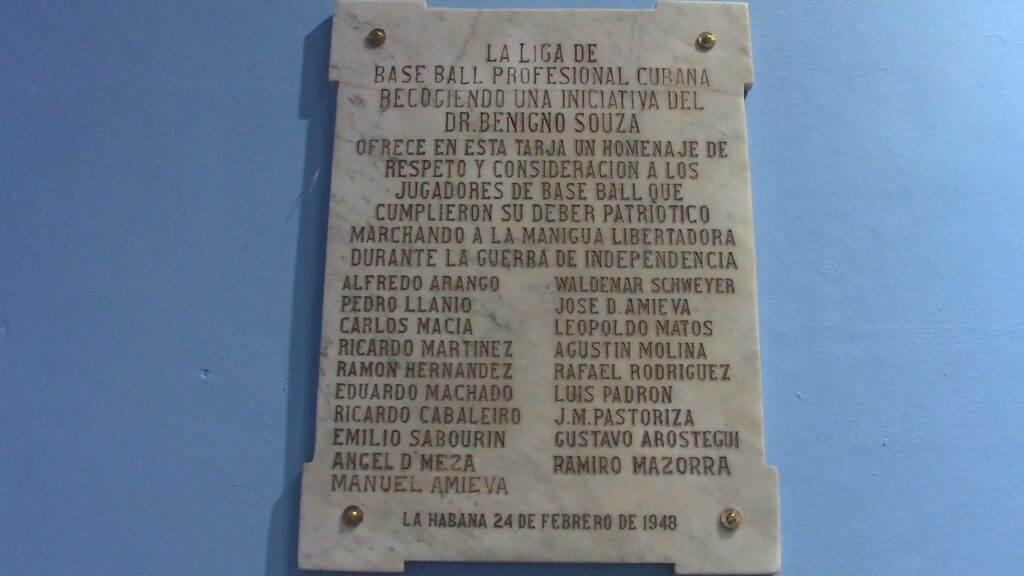 LA LIGA DE
BASE BALL PROFESIONAL CUBANA
RECOGIENDO UNA INICIATIVA DEL
DR. BENIGNO SOUZA
OFRECE EN ESTA TARJA UN HOMENAJE DE
RESPETO Y CONSIDERACION A LOS
JUGADORES DE BASE BALL QUE
CUMPLIERON SU DEBER PATRIOTICO
MARCHANDO A LA MANIGUA LIBERTADORA
DURANTE LA GUERRA DE INDEPENDENCIA
ALFREDO ARANGO
PEDRO LLANIO
CARLOS MACIA
RICARDO MARTINEZ
RAMON HERNANDEZ
EDUARDO MACHADO
RICARDO CABALEIRO
EMILIO SABOURIN
ANGEL D'MEZA
MANUEL AMIEVA
WALDEMAR SCHWEYER
JOSE D. AMIEVA
LEOPOLDO MATOS
AGUSTIN MOLINA
RAFAEL RODRIGUEZ
LUIS PADRON
J.M. PASTORIZA
GUSTAVO AROSTEGUI
RAMIRO MAZORRA
LA HABANA 24 DE FEBRERO DE 1948